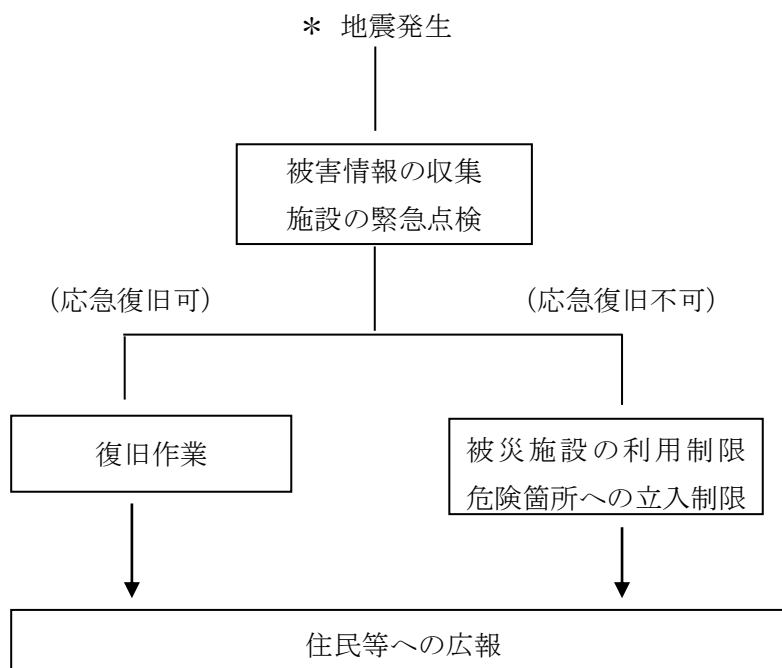 ＊ 地震発生
被害情報の収集
施設の緊急点検
（応急復旧可）
（応急復旧不可）
復旧作業
被災施設の利用制限
危険箇所への立入制限
住民等への広報